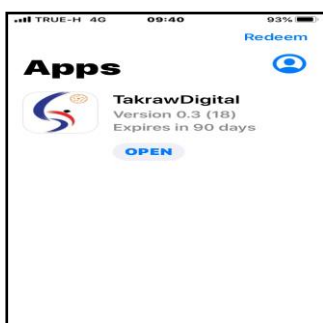 TRUE-H 4G 09:40 93%
Redeem
Apps
TakrawDigital
Version 0.3 (18)
Expires in 90 days
OPEN